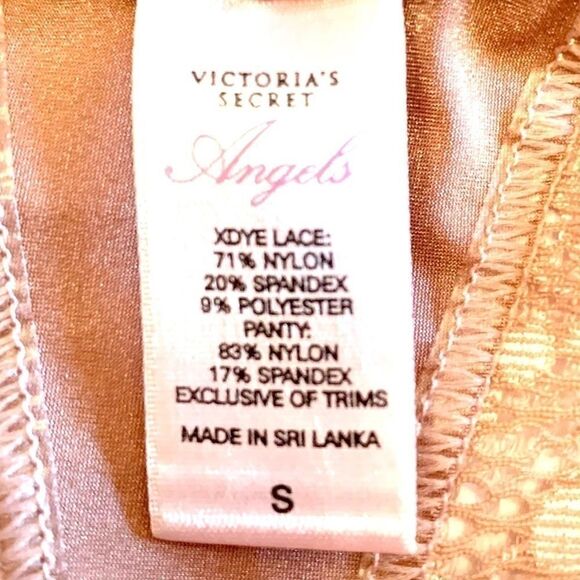 VICTORIA'S
SECRET
Angels
XDYE LACE:
71% NYLON
20% SPANDEX
9% POLYESTER
PANTY:
83% NYLON
17% SPANDEX
EXCLUSIVE OF TRIMS
MADE IN SRI LANKA
S